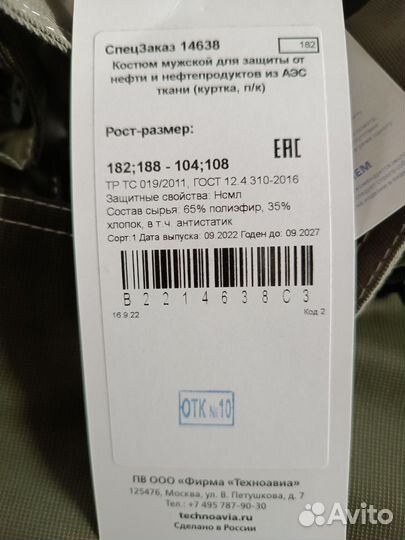 СпецЗаказ 14638
182
Костюм мужской для защиты от
нефти и нефтепродуктов из АЭС
ткани (куртка, п/к)
Рост-размер:
ЕАС
182;188 - 104;108
ТР ТС 019/2011, ГОСТ 12.4.310-2016
Защитные свойства: Нсмл
Состав сырья: 65% полиэфир, 35%
хлопок, в т.ч. антистатик
Сорт:1 Дата выпуска: 09.2022 Годен до: 09.2027
B 2 2 1 4 6 3 8 C 3
16.9.22
Код 2
ОТК №10
ПВ ООО «Фирма «Техноавиа»
125476, Москва, ул. В. Петушкова, д. 7
Тел.: +7 495 787-90-30
technoavia.ru
Сделано в России
Avito